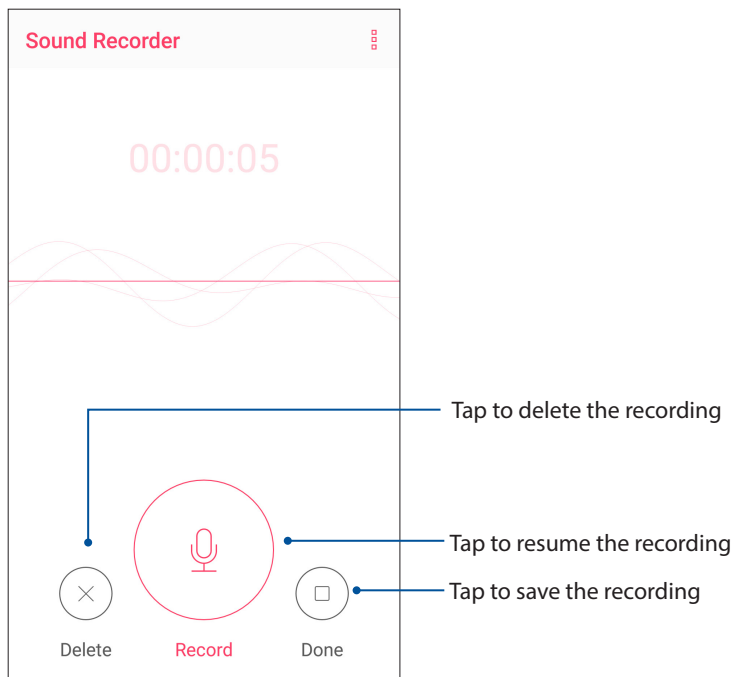 Sound Recorder
00:00:05
Tap to delete the recording
Tap to resume the recording
Tap to save the recording
Delete
Record
Done